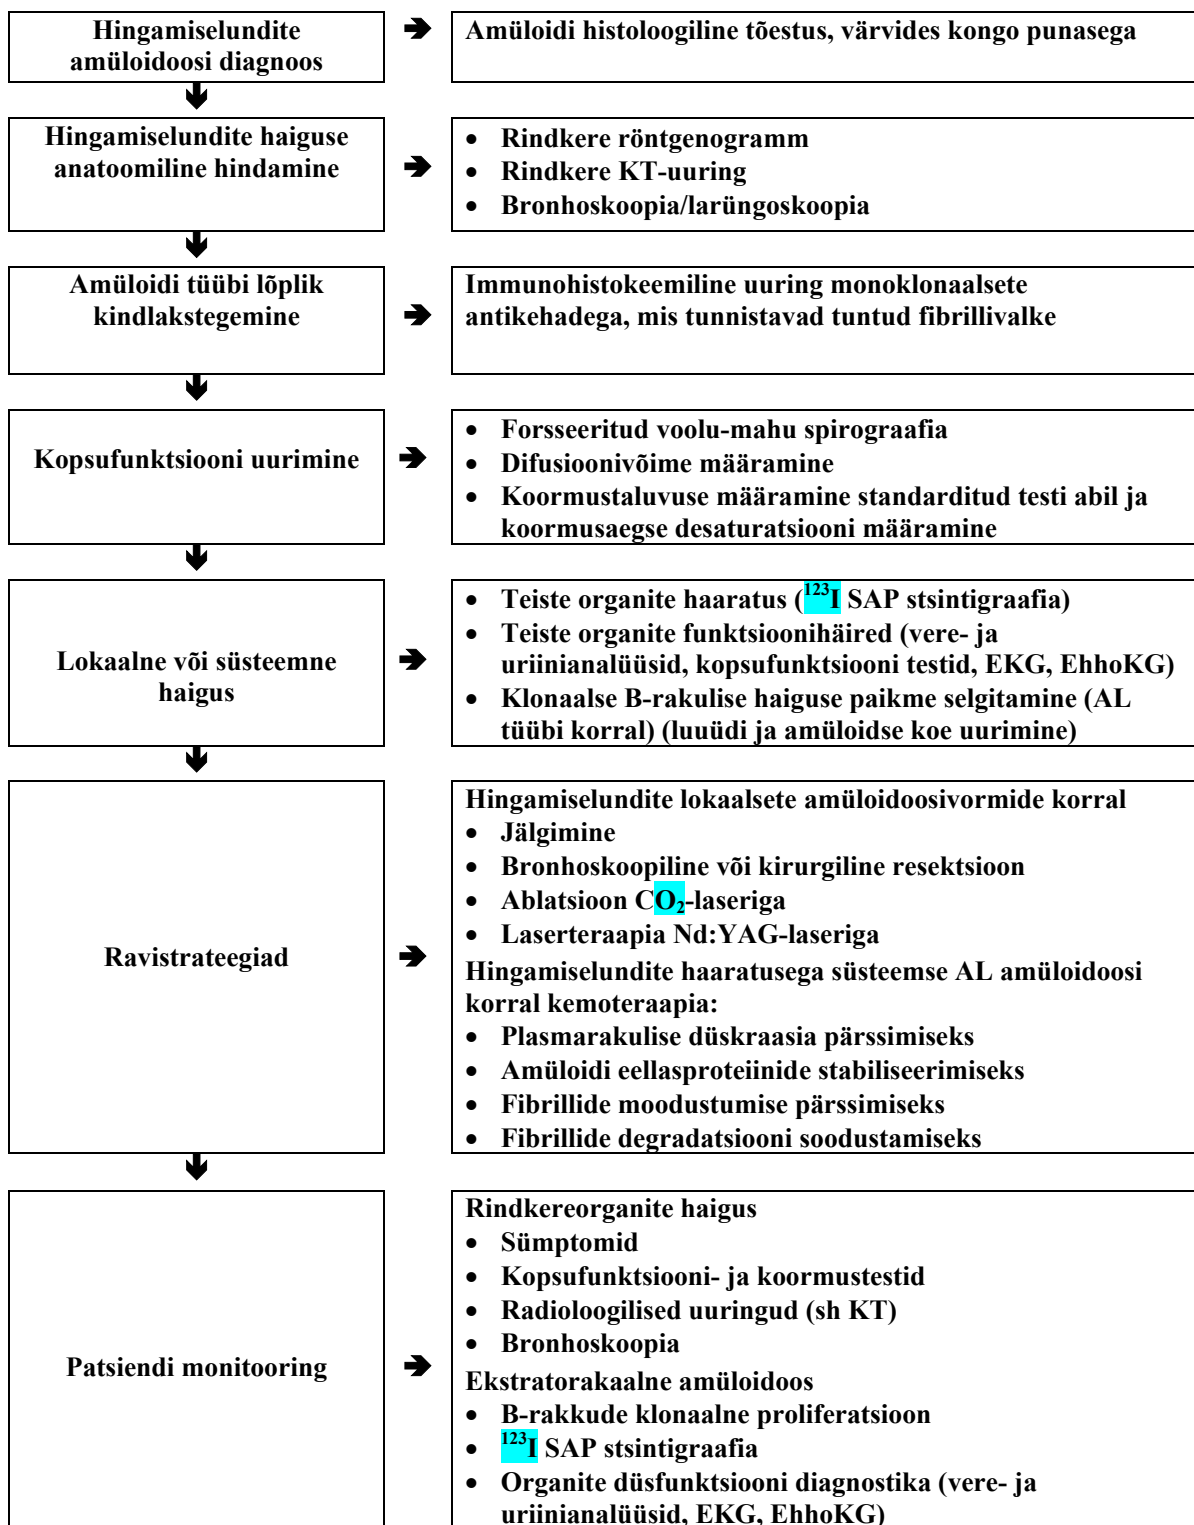 Hingamiselundite
amüloidoosi diagnoos
Amüloidi histoloogiline tõestus, värvides kongo punasega
Hingamiselundite haiguse
anatoomiline hindamine
• Rindkere röntgenogramm
• Rindkere KT-uuring
• Bronhoskoopia/larüngoskoopia
Amüloidi tüübi lõplik
kindlakstegemine
Immunohistokeemiline uuring monoklonaalsete
antikehadega, mis tunnistavad tuntud fibrillivalke
Kopsufunktsiooni uurimine
• Forsseeritud voolu-mahu spirograafia
• Difusioonivõime määramine
• Koormustaluvuse määramine standarditud testi abil ja
koormusaegse desaturatsiooni määramine
Lokaalne või süsteemne
haigus
• Teiste organite haaratus (¹²³I SAP stsintigraafia)
• Teiste organite funktsioonihäired (vere- ja
uriinianalüüsid, kopsufunktsiooni testid, EKG, EhhoKG)
• Klonaalse B-rakulise haiguse paikme selgitamine (AL
tüübi korral) (luuüdi ja amüloidse koe uurimine)
Ravistrateegiad
Hingamiselundite lokaalsete amüloidoosivormide korral
• Jälgimine
• Bronhoskoopiline või kirurgiline resektsioon
• Ablatsioon CO₂-laseriga
• Laserteraapia Nd:YAG-laseriga
Hingamiselundite haaratusega süsteemse AL amüloidoosi
korral kemoteraapia:
• Plasmarakulise düskraasia pärssimiseks
• Amüloidi eellasproteiinide stabiliseerimiseks
• Fibrillide moodustumise pärssimiseks
• Fibrillide degradatsiooni soodustamiseks
Patsiendi monitooring
Rindkereorganite haigus
• Sümptomid
• Kopsufunktsiooni- ja koormustestid
• Radioloogilised uuringud (sh KT)
• Bronhoskoopia
Ekstratorakaalne amüloidoos
• B-rakkude klonaalne proliferatsioon
• ¹²³I SAP stsintigraafia
• Organite düsfunktsiooni diagnostika (vere- ja
uriinianalüüsid, EKG, EhhoKG)